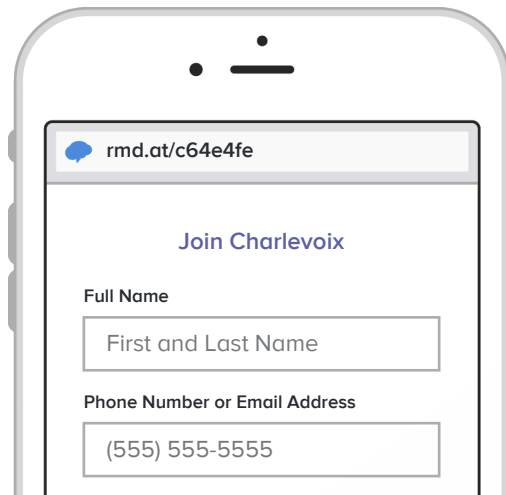 rmd.at/c64e4fe
Join Charlevoix
Full Name
First and Last Name
Phone Number or Email Address
(555) 555-5555